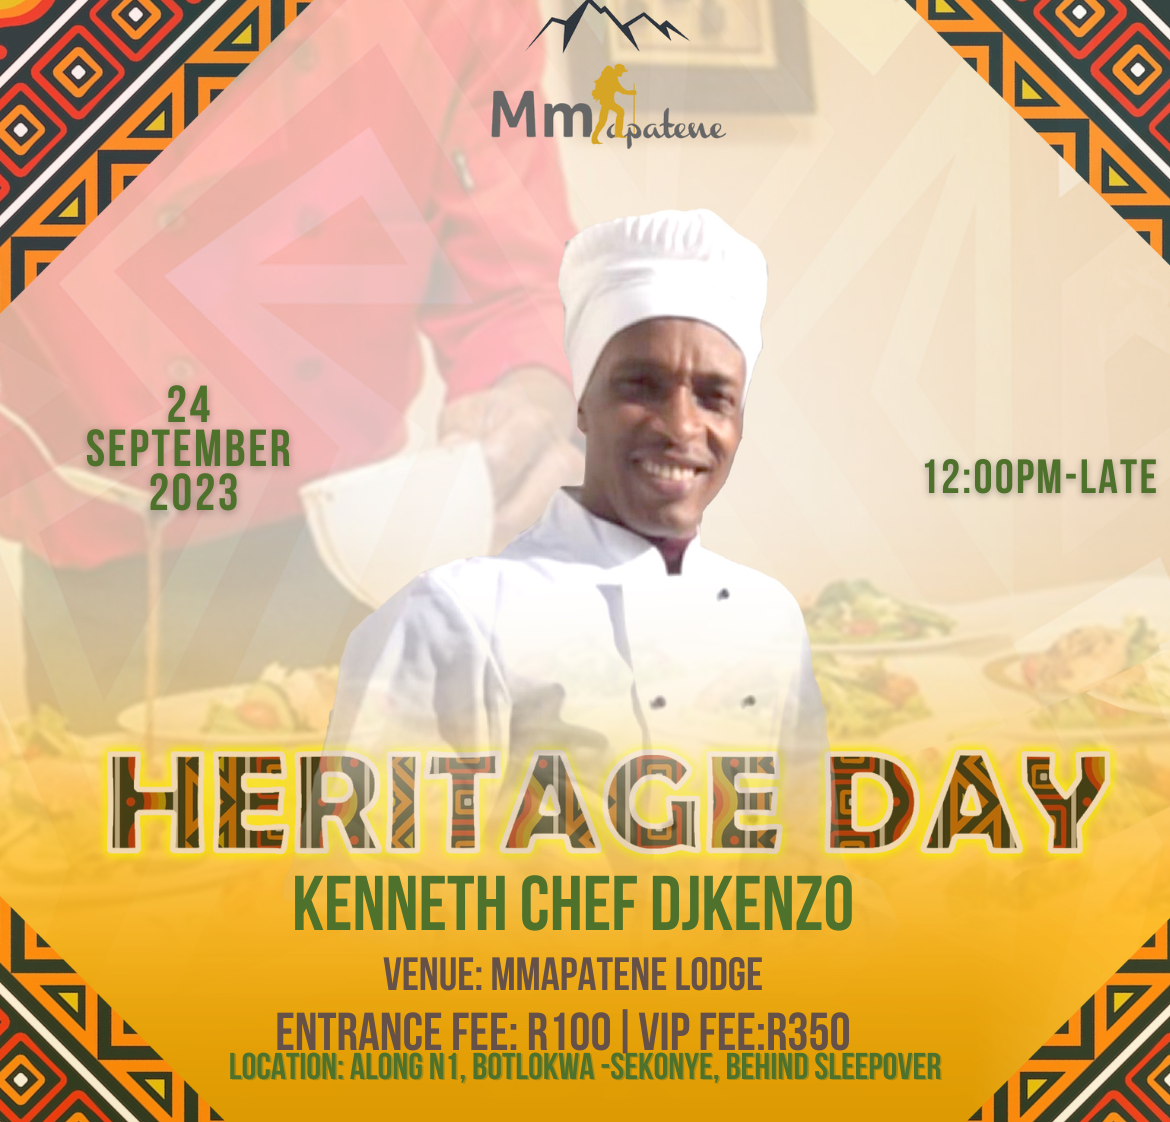 Mmapatene
24
SEPTEMBER
2023
12:00PM-LATE
HERITAGE DAY
KENNETH CHEF DJKENZO
VENUE: MMAPATENE LODGE
ENTRANCE FEE: R100 | VIP FEE:R350
LOCATION: ALONG N1, BOTLOKWA -SEKONYE, BEHIND SLEEPOVER